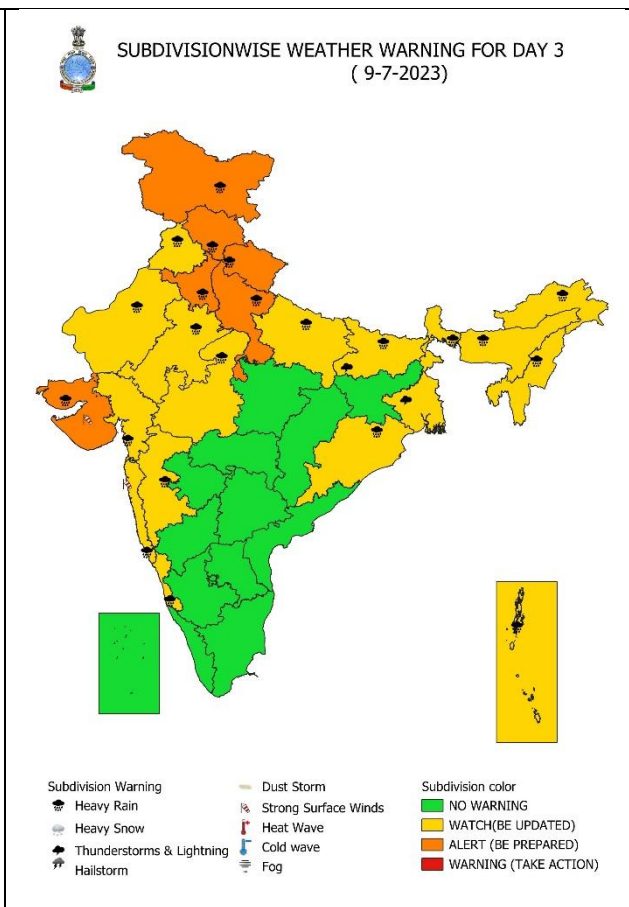 SUBDIVISIONWISE WEATHER WARNING FOR DAY 3
( 9-7-2023)
Subdivision Warning
Heavy Rain
Heavy Snow
Thunderstorms & Lightning
Hailstorm
Dust Storm
Strong Surface Winds
Heat Wave
Cold wave
Fog
Subdivision color
NO WARNING
WATCH(BE UPDATED)
ALERT (BE PREPARED)
WARNING (TAKE ACTION)